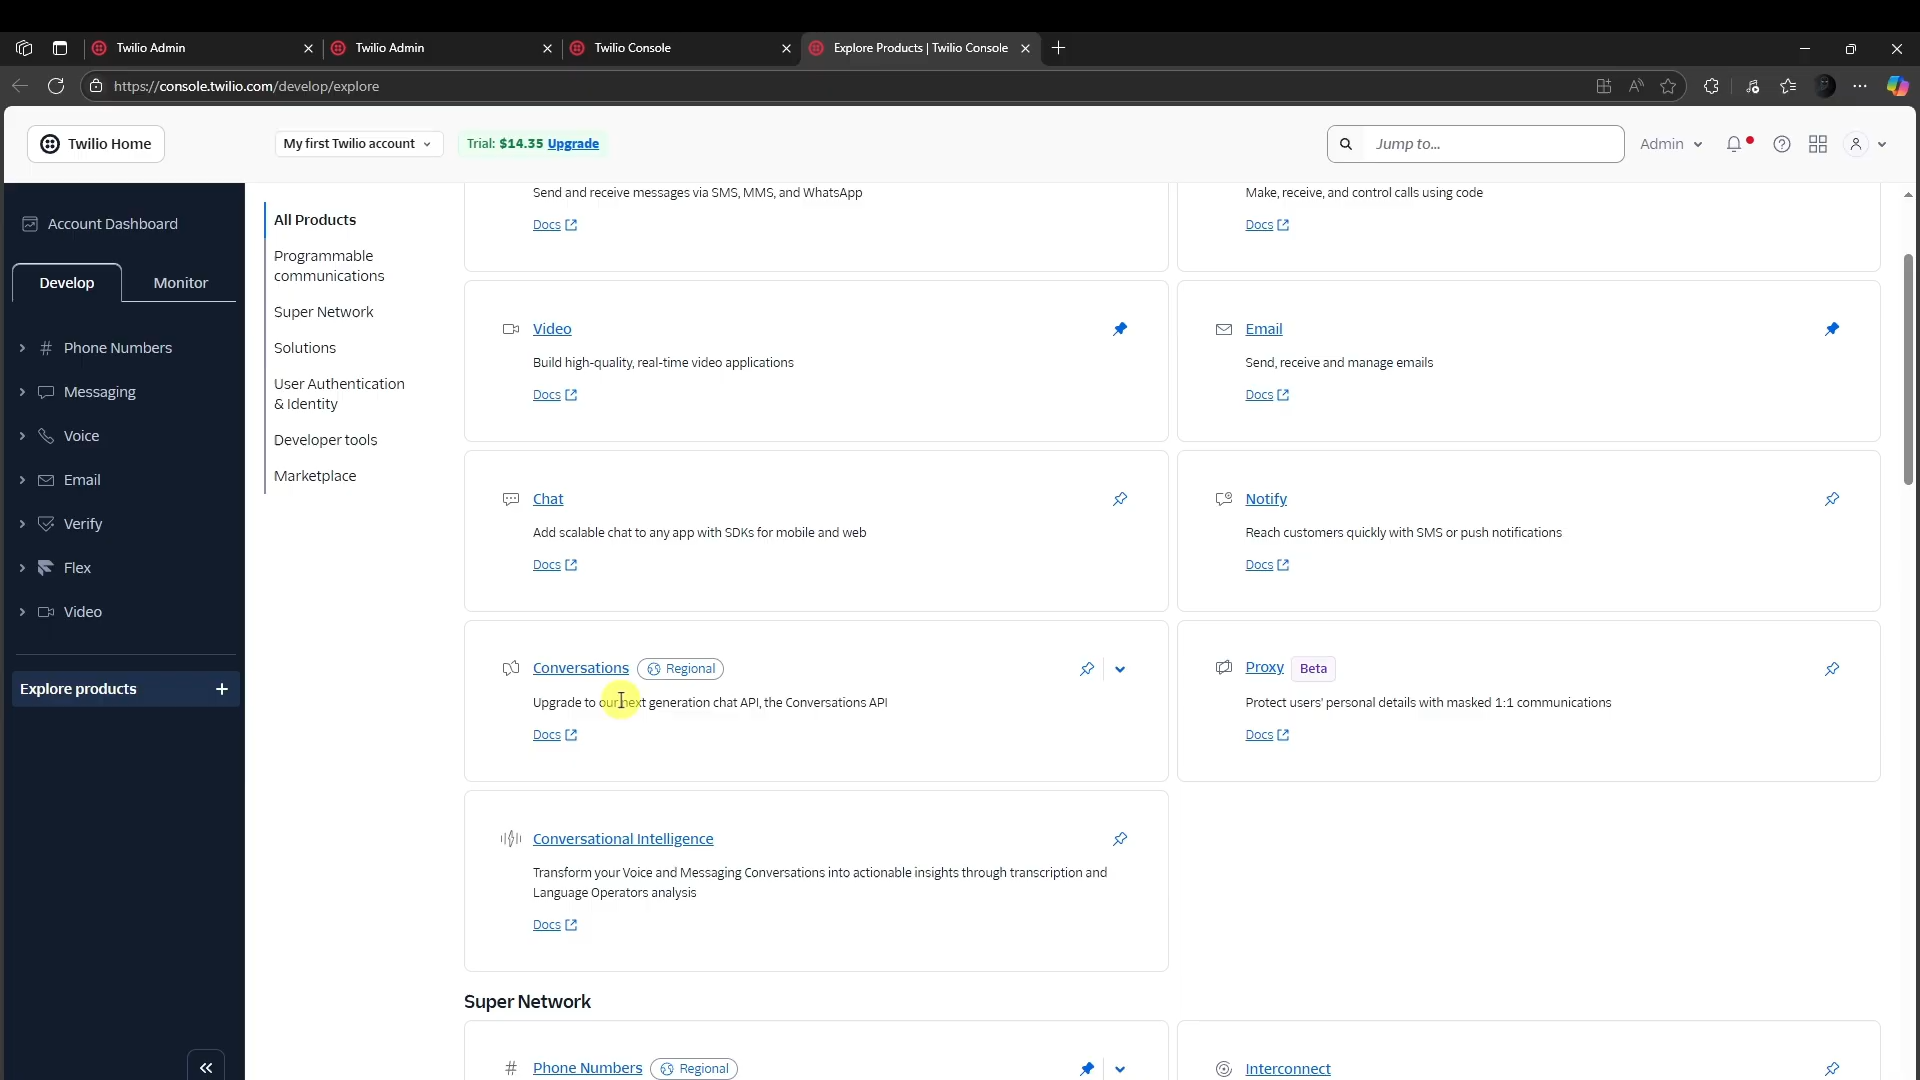 Twilio Admin
Twilio Admin
Twilio Console
Explore Products | Twilio Console
https://console.twilio.com/develop/explore
Twilio Home
My first Twilio account
Trial: $14.35 Upgrade
Jump to...
Admin
Account Dashboard
Develop
Monitor
Phone Numbers
Messaging
Voice
Email
Verify
Flex
Video
Explore products
All Products
Programmable
communications
Super Network
Solutions
User Authentication
& Identity
Developer tools
Marketplace
Send and receive messages via SMS, MMS, and WhatsApp
Docs
Make, receive, and control calls using code
Docs
Video
Build high-quality, real-time video applications
Docs
Email
Send, receive and manage emails
Docs
Chat
Add scalable chat to any app with SDKs for mobile and web
Docs
Notify
Reach customers quickly with SMS or push notifications
Docs
Conversations Regional
Upgrade to our next generation chat API, the Conversations API
Docs
Proxy Beta
Protect users' personal details with masked 1:1 communications
Docs
Conversational Intelligence
Transform your Voice and Messaging Conversations into actionable insights through transcription and
Language Operators analysis
Docs
Super Network
Phone Numbers Regional
Interconnect